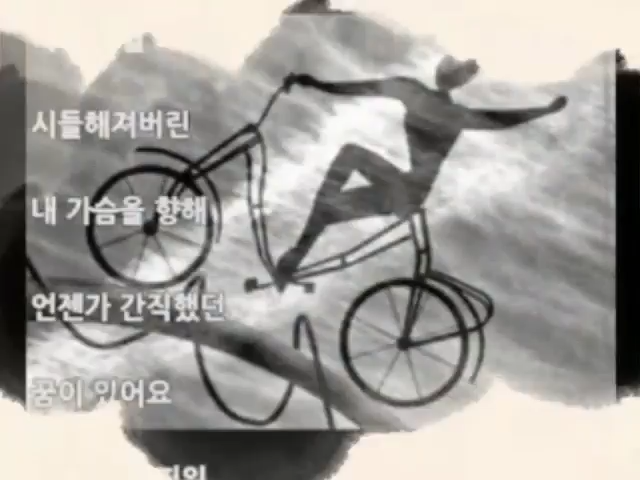 시들해져버린
내 가슴을 향해
언젠가 간직했던
꿈이 있어요